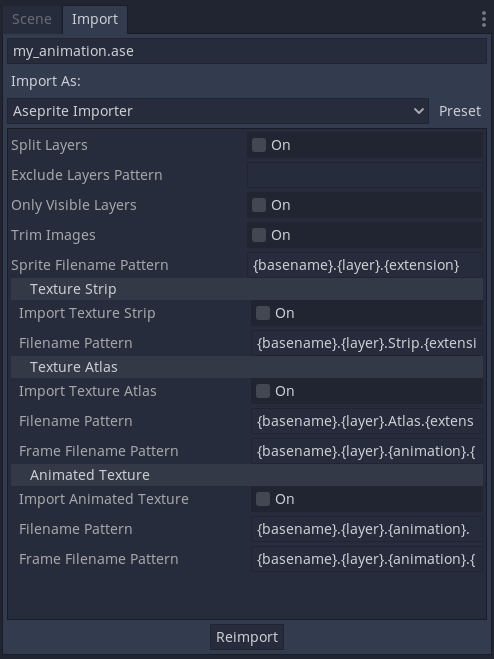 Scene Import
my_animation.ase
Import As:
Aseprite Importer Preset
Split Layers On
Exclude Layers Pattern
Only Visible Layers On
Trim Images On
Sprite Filename Pattern {basename}.{layer}.{extension}
Texture Strip
Import Texture Strip On
Filename Pattern {basename}.{layer}.Strip.{extensi
Texture Atlas
Import Texture Atlas On
Filename Pattern {basename}.{layer}.Atlas.{extens
Frame Filename Pattern {basename}.{layer}.{animation}.{
Animated Texture
Import Animated Texture On
Filename Pattern {basename}.{layer}.{animation}.
Frame Filename Pattern {basename}.{layer}.{animation}.{
Reimport